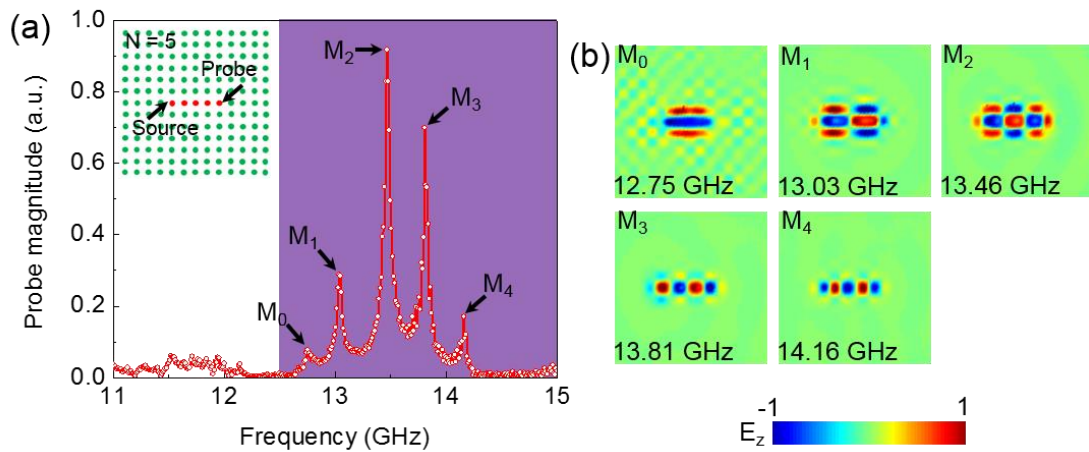 (a)
1.0
0.8
0.6
0.4
0.2
0.0
Probe magnitude (a.u.)
N = 5
Probe
Source
M₀
M₁
M₂
M₃
M₄
11 12 13 14 15
Frequency (GHz)
(b)
M₀
12.75 GHz
M₁
13.03 GHz
M₂
13.46 GHz
M₃
13.81 GHz
M₄
14.16 GHz
-1 1
E_z